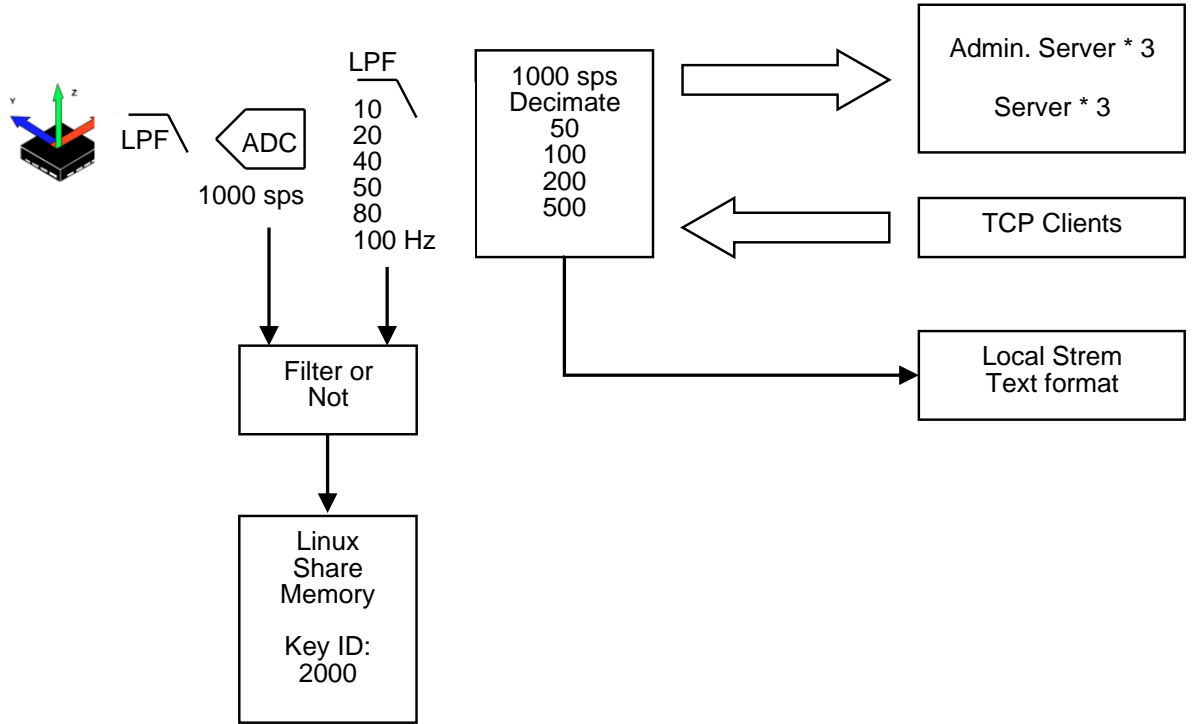 Y
Z
LPF
ADC
1000 sps
LPF
10
20
40
50
80
100 Hz
1000 sps
Decimate
50
100
200
500
Admin. Server * 3
Server * 3
TCP Clients
Local Strem
Text format
Filter or
Not
Linux
Share
Memory
Key ID:
2000